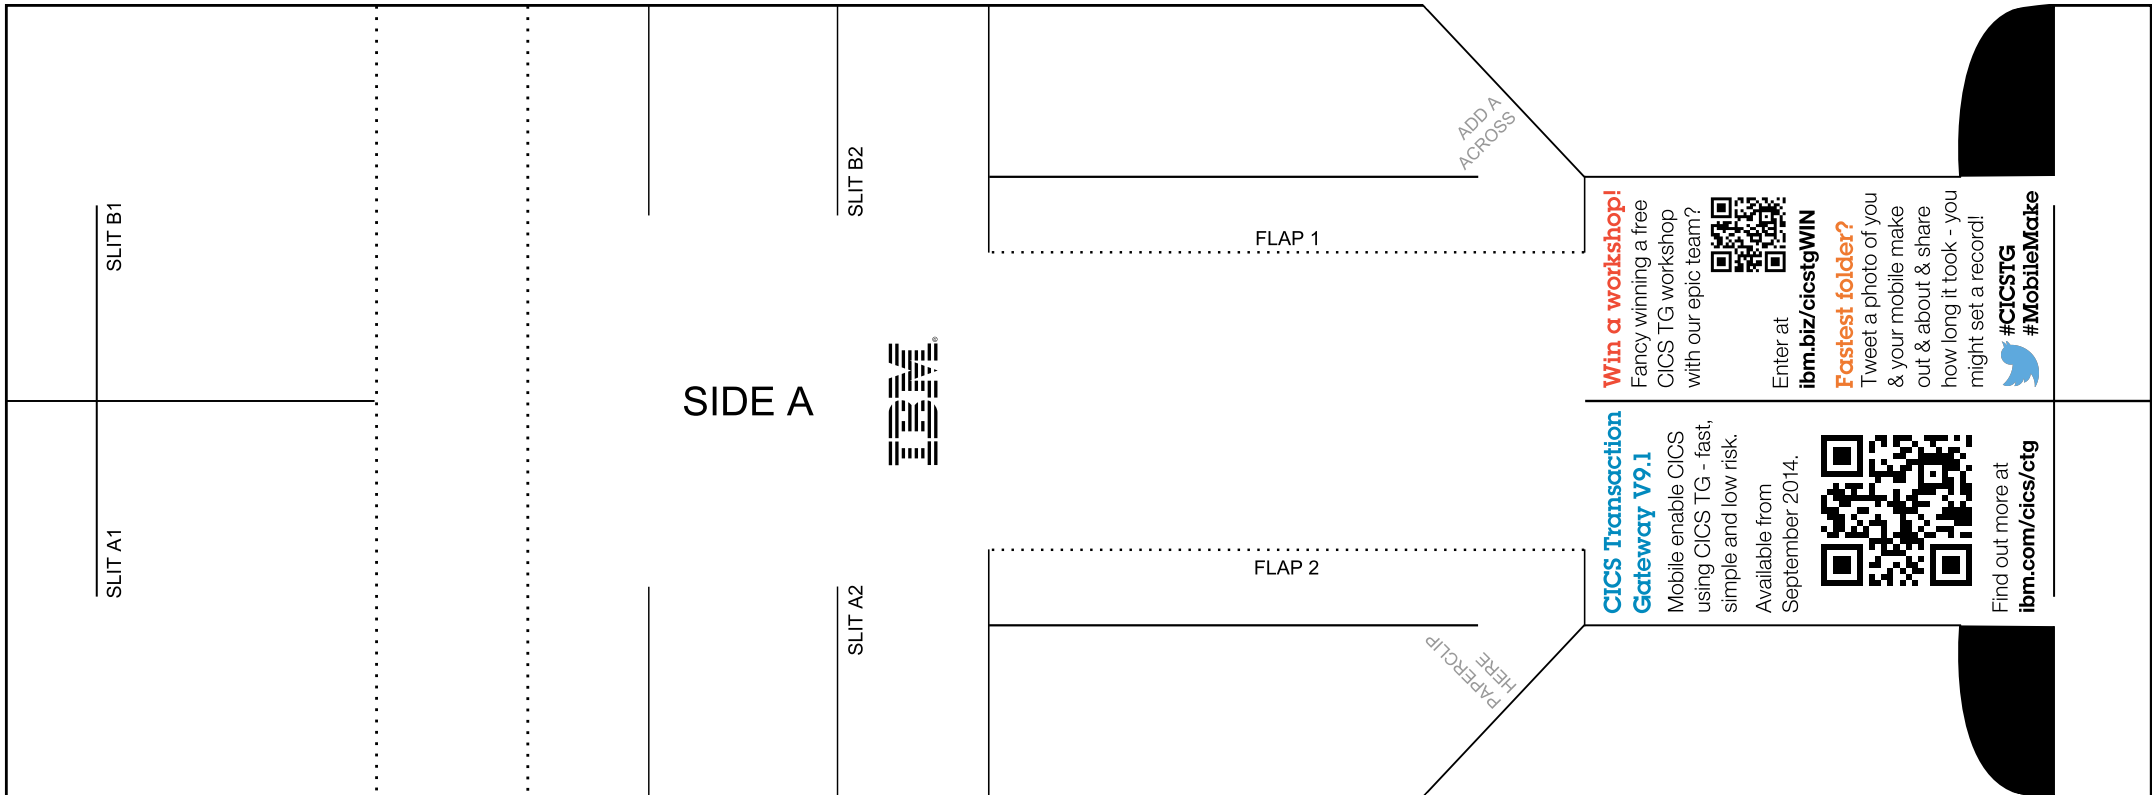 SLIT B1
SLIT A1
SIDE A
SLIT B2
SLIT A2
IBM®
FLAP 1
FLAP 2
ADD A
ACROSS
PAPERCLIP
HERE
Win a workshop!
Fancy winning a free
CICS TG workshop
with our epic team?
Enter at
ibm.biz/cicstgWIN
Fastest folder?
Tweet a photo of you
& your mobile make
out & about & share
how long it took - you
might set a record!
#CICSTG
#MobileMake
CICS Transaction
Gateway V9.1
Mobile enable CICS
using CICS TG - fast,
simple and low risk.
Available from
September 2014.
Find out more at
ibm.com/cics/ctg